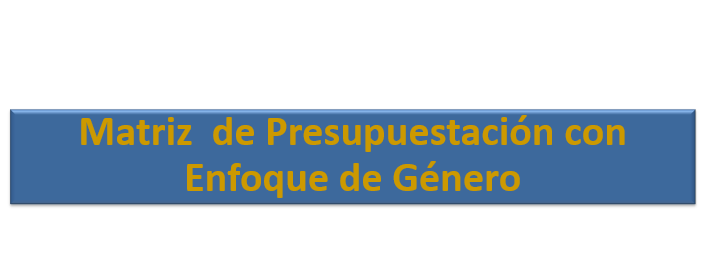 Matriz  de Presupuestación con
Enfoque de Género